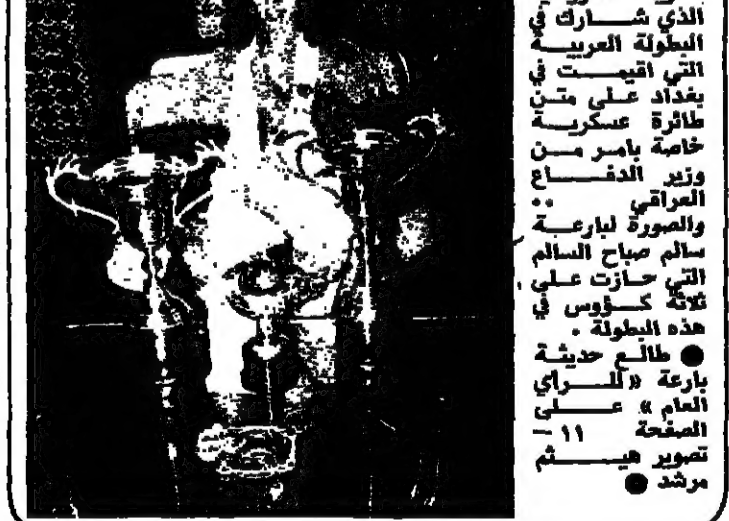 الذي شارك في
البطولة العربية
التي اقيمت في
بغداد على متن
طائرة عسكرية
خاصة بامر من
وزير الدفاع
العراقي ..
والصورة لبارعة
سالم صباح السالم
التي حازت على
ثلاثة كؤوس في
هذه البطولة .
● طالع حديثة
بارعة « للراي
العام » على
الصفحة ١١ –
تصوير هيثم
مرشد ●